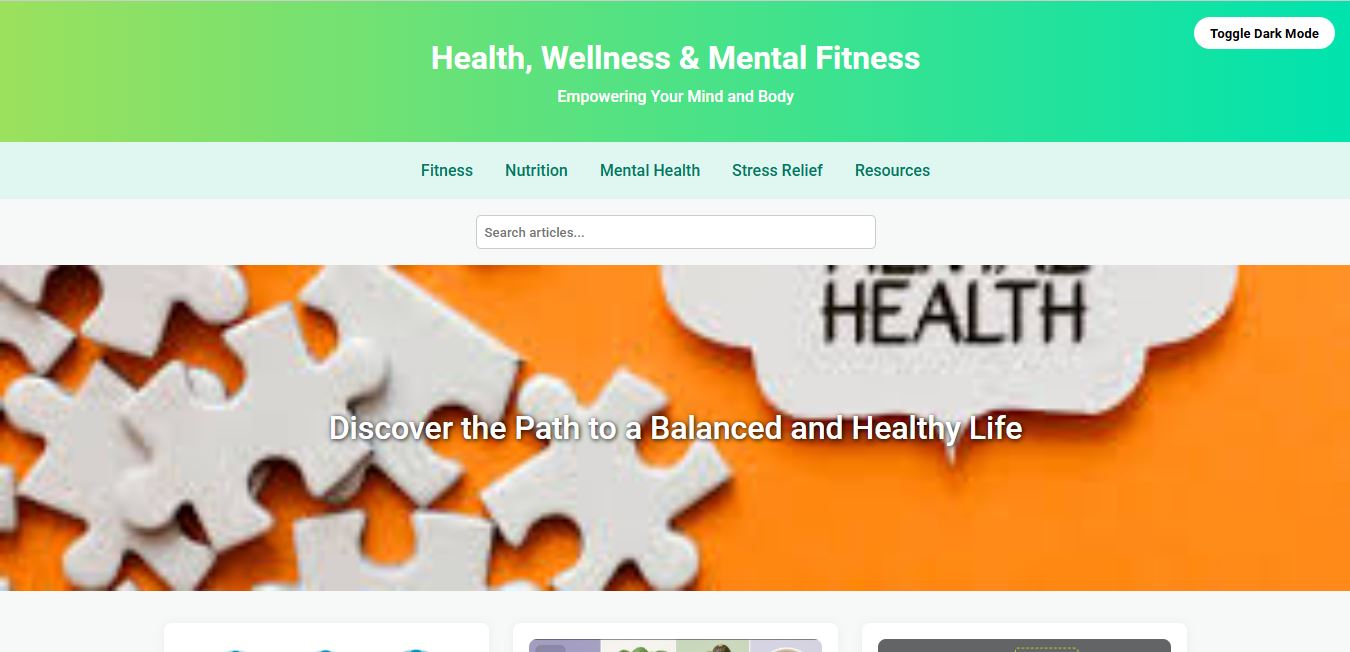 Toggle Dark Mode
Health, Wellness & Mental Fitness
Empowering Your Mind and Body
Fitness Nutrition Mental Health Stress Relief Resources
Search articles...
HEALTH
Discover the Path to a Balanced and Healthy Life